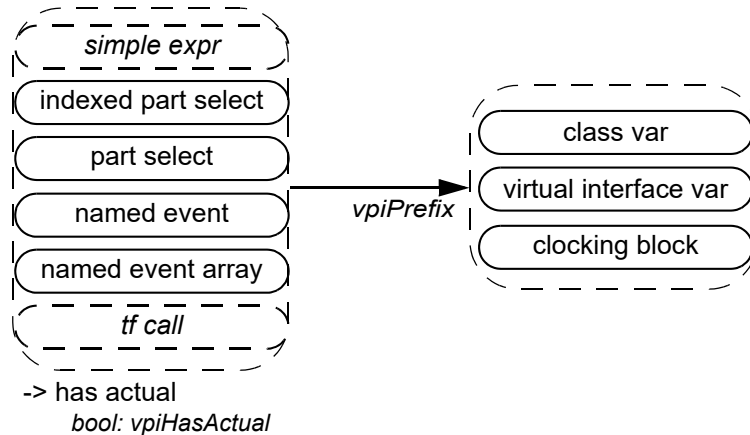 simple expr
indexed part select
part select
named event
named event array
tf call
-> has actual
bool: vpiHasActual
vpiPrefix
class var
virtual interface var
clocking block